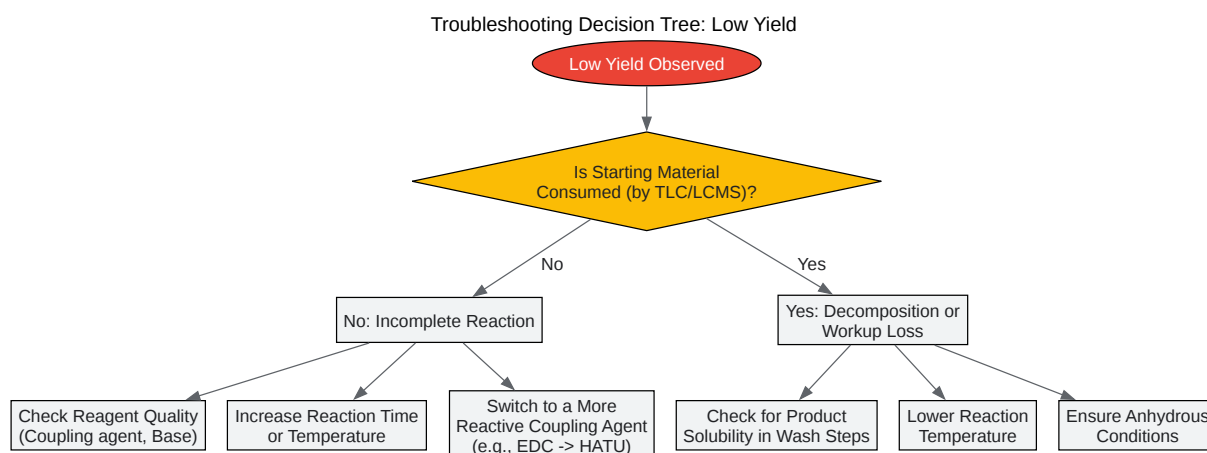 Troubleshooting Decision Tree: Low Yield
Low Yield Observed
Is Starting Material
Consumed (by TLC/LCMS)?
No
Yes
No: Incomplete Reaction
Yes: Decomposition or
Workup Loss
Check Reagent Quality
(Coupling agent, Base)
Increase Reaction Time
or Temperature
Switch to a More
Reactive Coupling Agent
(e.g., EDC -> HATU)
Check for Product
Solubility in Wash Steps
Lower Reaction
Temperature
Ensure Anhydrous
Conditions